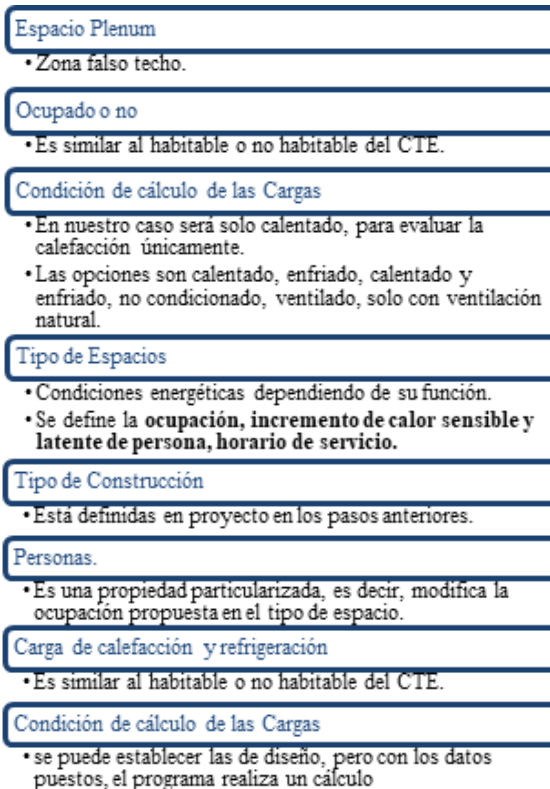 Espacio Plenum
• Zona falso techo.
Ocupado o no
• Es similar al habitable o no habitable del CTE.
Condición de cálculo de las Cargas
• En nuestro caso será solo calentado, para evaluar la
calefacción únicamente.
• Las opciones son calentado, enfriado, calentado y
enfriado, no condicionado, ventilado, solo con ventilación
natural.
Tipo de Espacios
• Condiciones energéticas dependiendo de su función.
• Se define la ocupación, incremento de calor sensible y
latente de persona, horario de servicio.
Tipo de Construcción
• Está definidas en proyecto en los pasos anteriores.
Personas.
• Es una propiedad particularizada, es decir, modifica la
ocupación propuesta en el tipo de espacio.
Carga de calefacción y refrigeración
• Es similar al habitable o no habitable del CTE.
Condición de cálculo de las Cargas
• se puede establecer las de diseño, pero con los datos
puestos, el programa realiza un cálculo